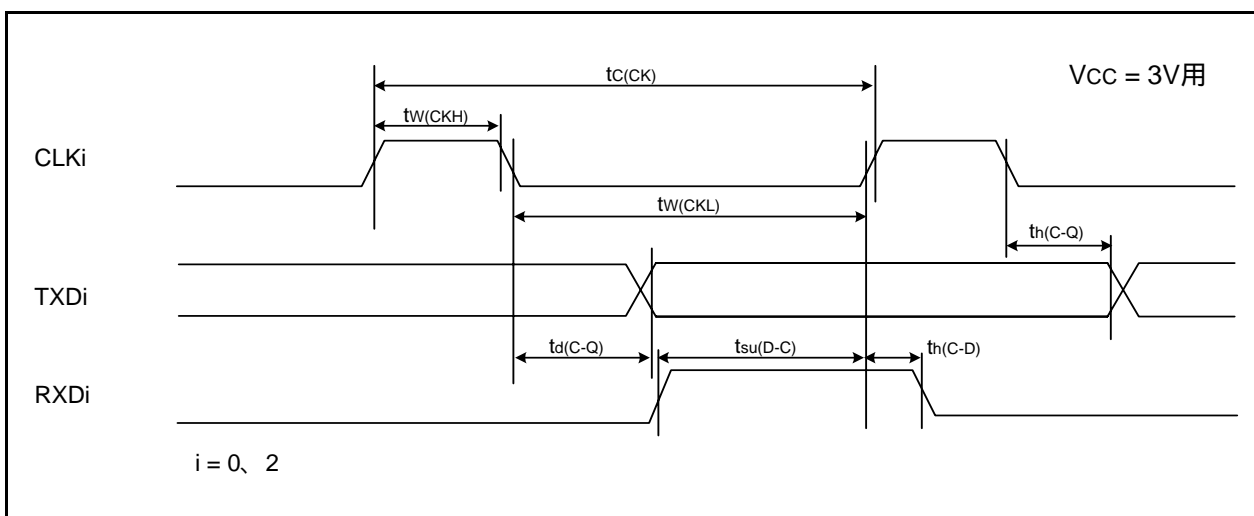 tC(CK)
VCC = 3V用
tW(CKH)
CLKi
tW(CKL)
th(C-Q)
TXDi
td(C-Q)
tsu(D-C)
th(C-D)
RXDi
i = 0、 2